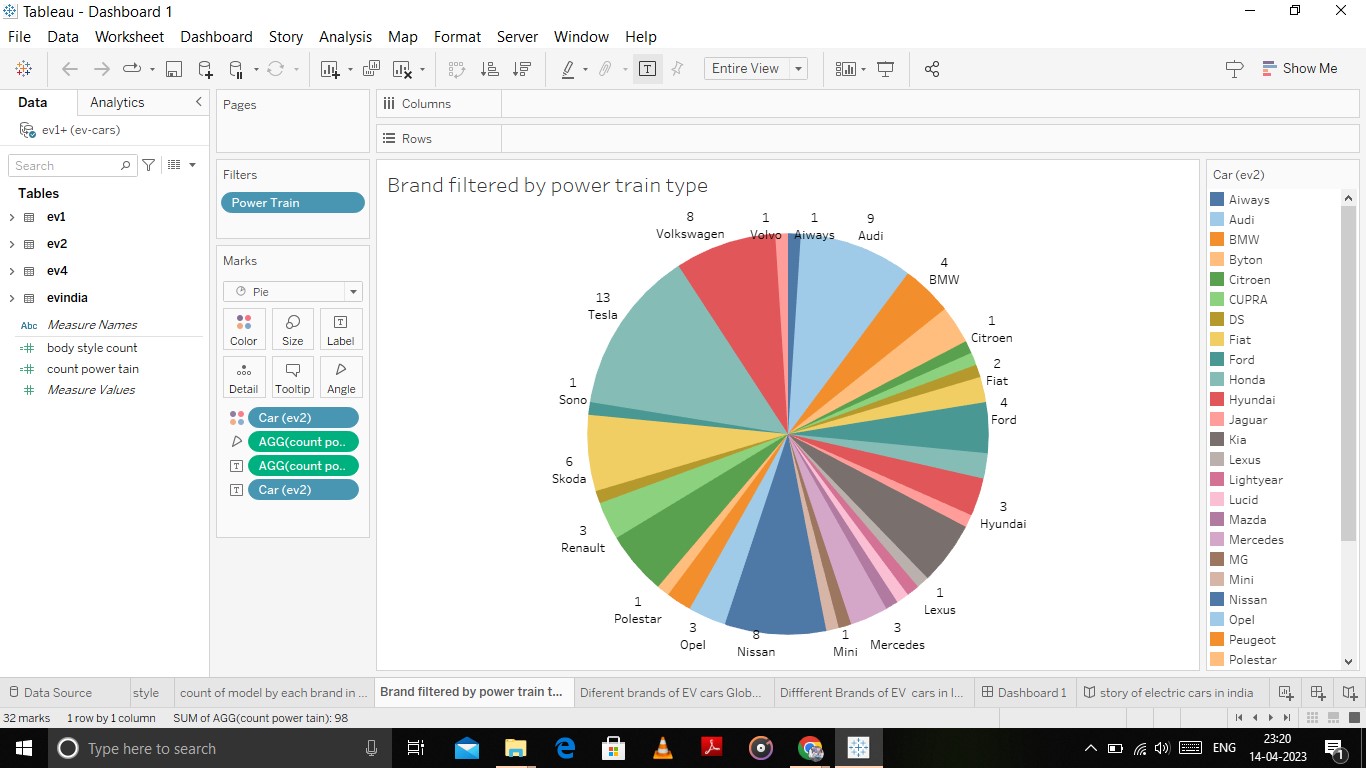 Tableau - Dashboard 1
File Data Worksheet Dashboard Story Analysis Map Format Server Window Help
Entire View
Show Me
Data Analytics
ev1+ (ev-cars)
Search
Tables
ev1
ev2
ev4
evindia
Abc Measure Names
body style count
count power tain
Measure Values
Pages
Filters
Power Train
Marks
Pie
Color Size Label
Detail Tooltip Angle
Car (ev2)
AGG(count po..
AGG(count po..
Car (ev2)
Columns
Rows
Brand filtered by power train type
8
Volkswagen
1
Volvo
1
Aiways
9
Audi
4
BMW
1
Citroen
2
Fiat
4
Ford
3
Hyundai
1
Lexus
3
Mercedes
1
Mini
8
Nissan
3
Opel
1
Polestar
3
Renault
6
Skoda
1
Sono
13
Tesla
Car (ev2)
Aiways
Audi
BMW
Byton
Citroen
CUPRA
DS
Fiat
Ford
Honda
Hyundai
Jaguar
Kia
Lexus
Lightyear
Lucid
Mazda
Mercedes
MG
Mini
Nissan
Opel
Peugeot
Polestar
Data Source style count of model by each brand in ... Brand filtered by power train t... Diferent brands of EV cars Glob... Diffferent Brands of EV cars in I... Dashboard 1 story of electric cars in india
32 marks 1 row by 1 column SUM of AGG(count power tain): 98
Type here to search
ENG
23:20
14-04-2023
1